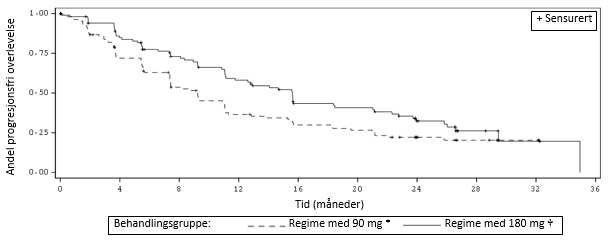 1·00
0·75
0·50
0·25
0·00
Andel progresjonsfri overlevelse
+ Sensurert
0 4 8 12 16 20 24 28 32 36
Tid (måneder)
Behandlingsgruppe: Regime med 90 mg * Regime med 180 mg †